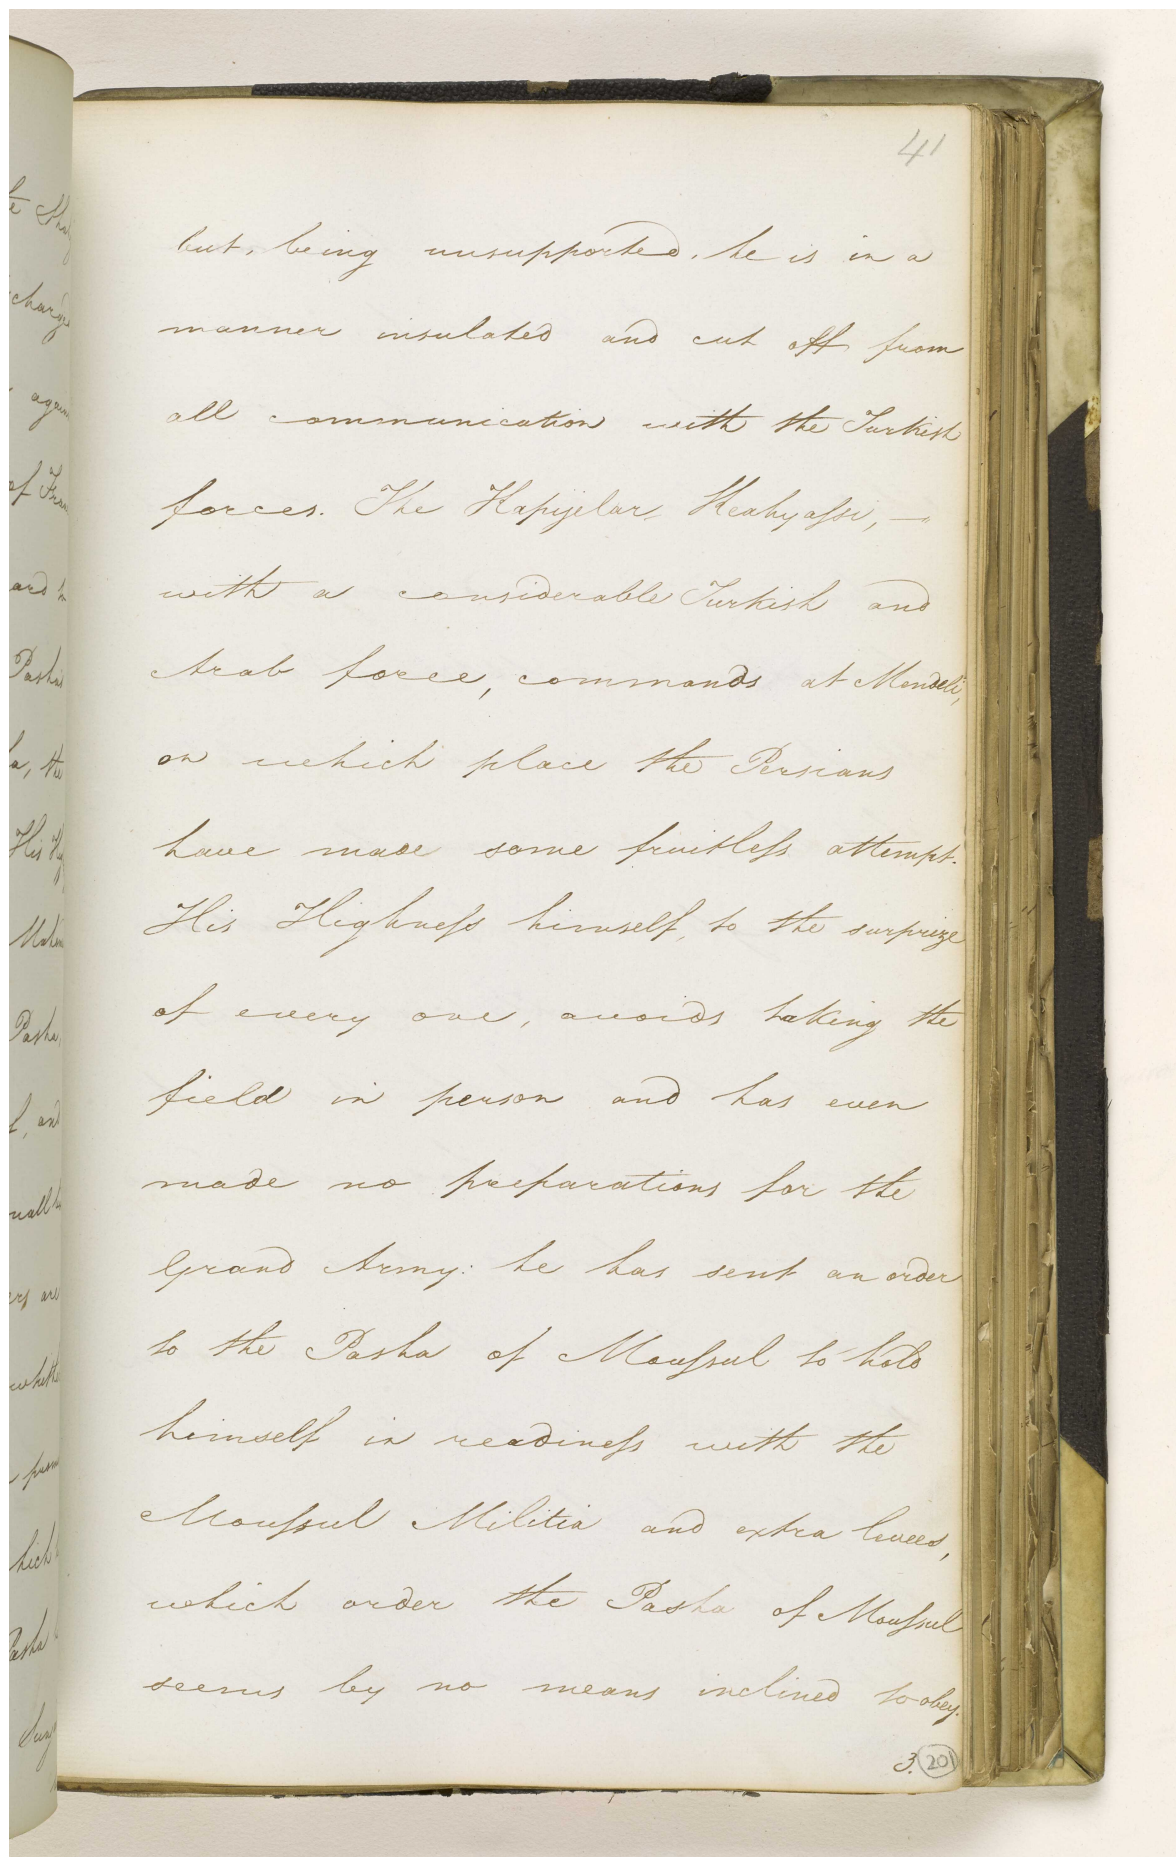 41
but, being unsupported, he is in a
manner insulated and cut off from
all communication with the Turkish
forces. The Kapijelar Keahyassi, —
with a considerable Turkish and
Arab force, commands at Mendeli,
on which place the Persians
have made some fruitless attempt.
His Highness himself, to the surprize
of every one, avoids taking the
field in person and has even
made no preparations for the
Grand Army: he has sent an order
to the Pasha of Moussul to hold
himself in readiness with the
Moussul Militia and extra levees,
which order the Pasha of Moussul
seems by no means inclined to obey.
3. 20